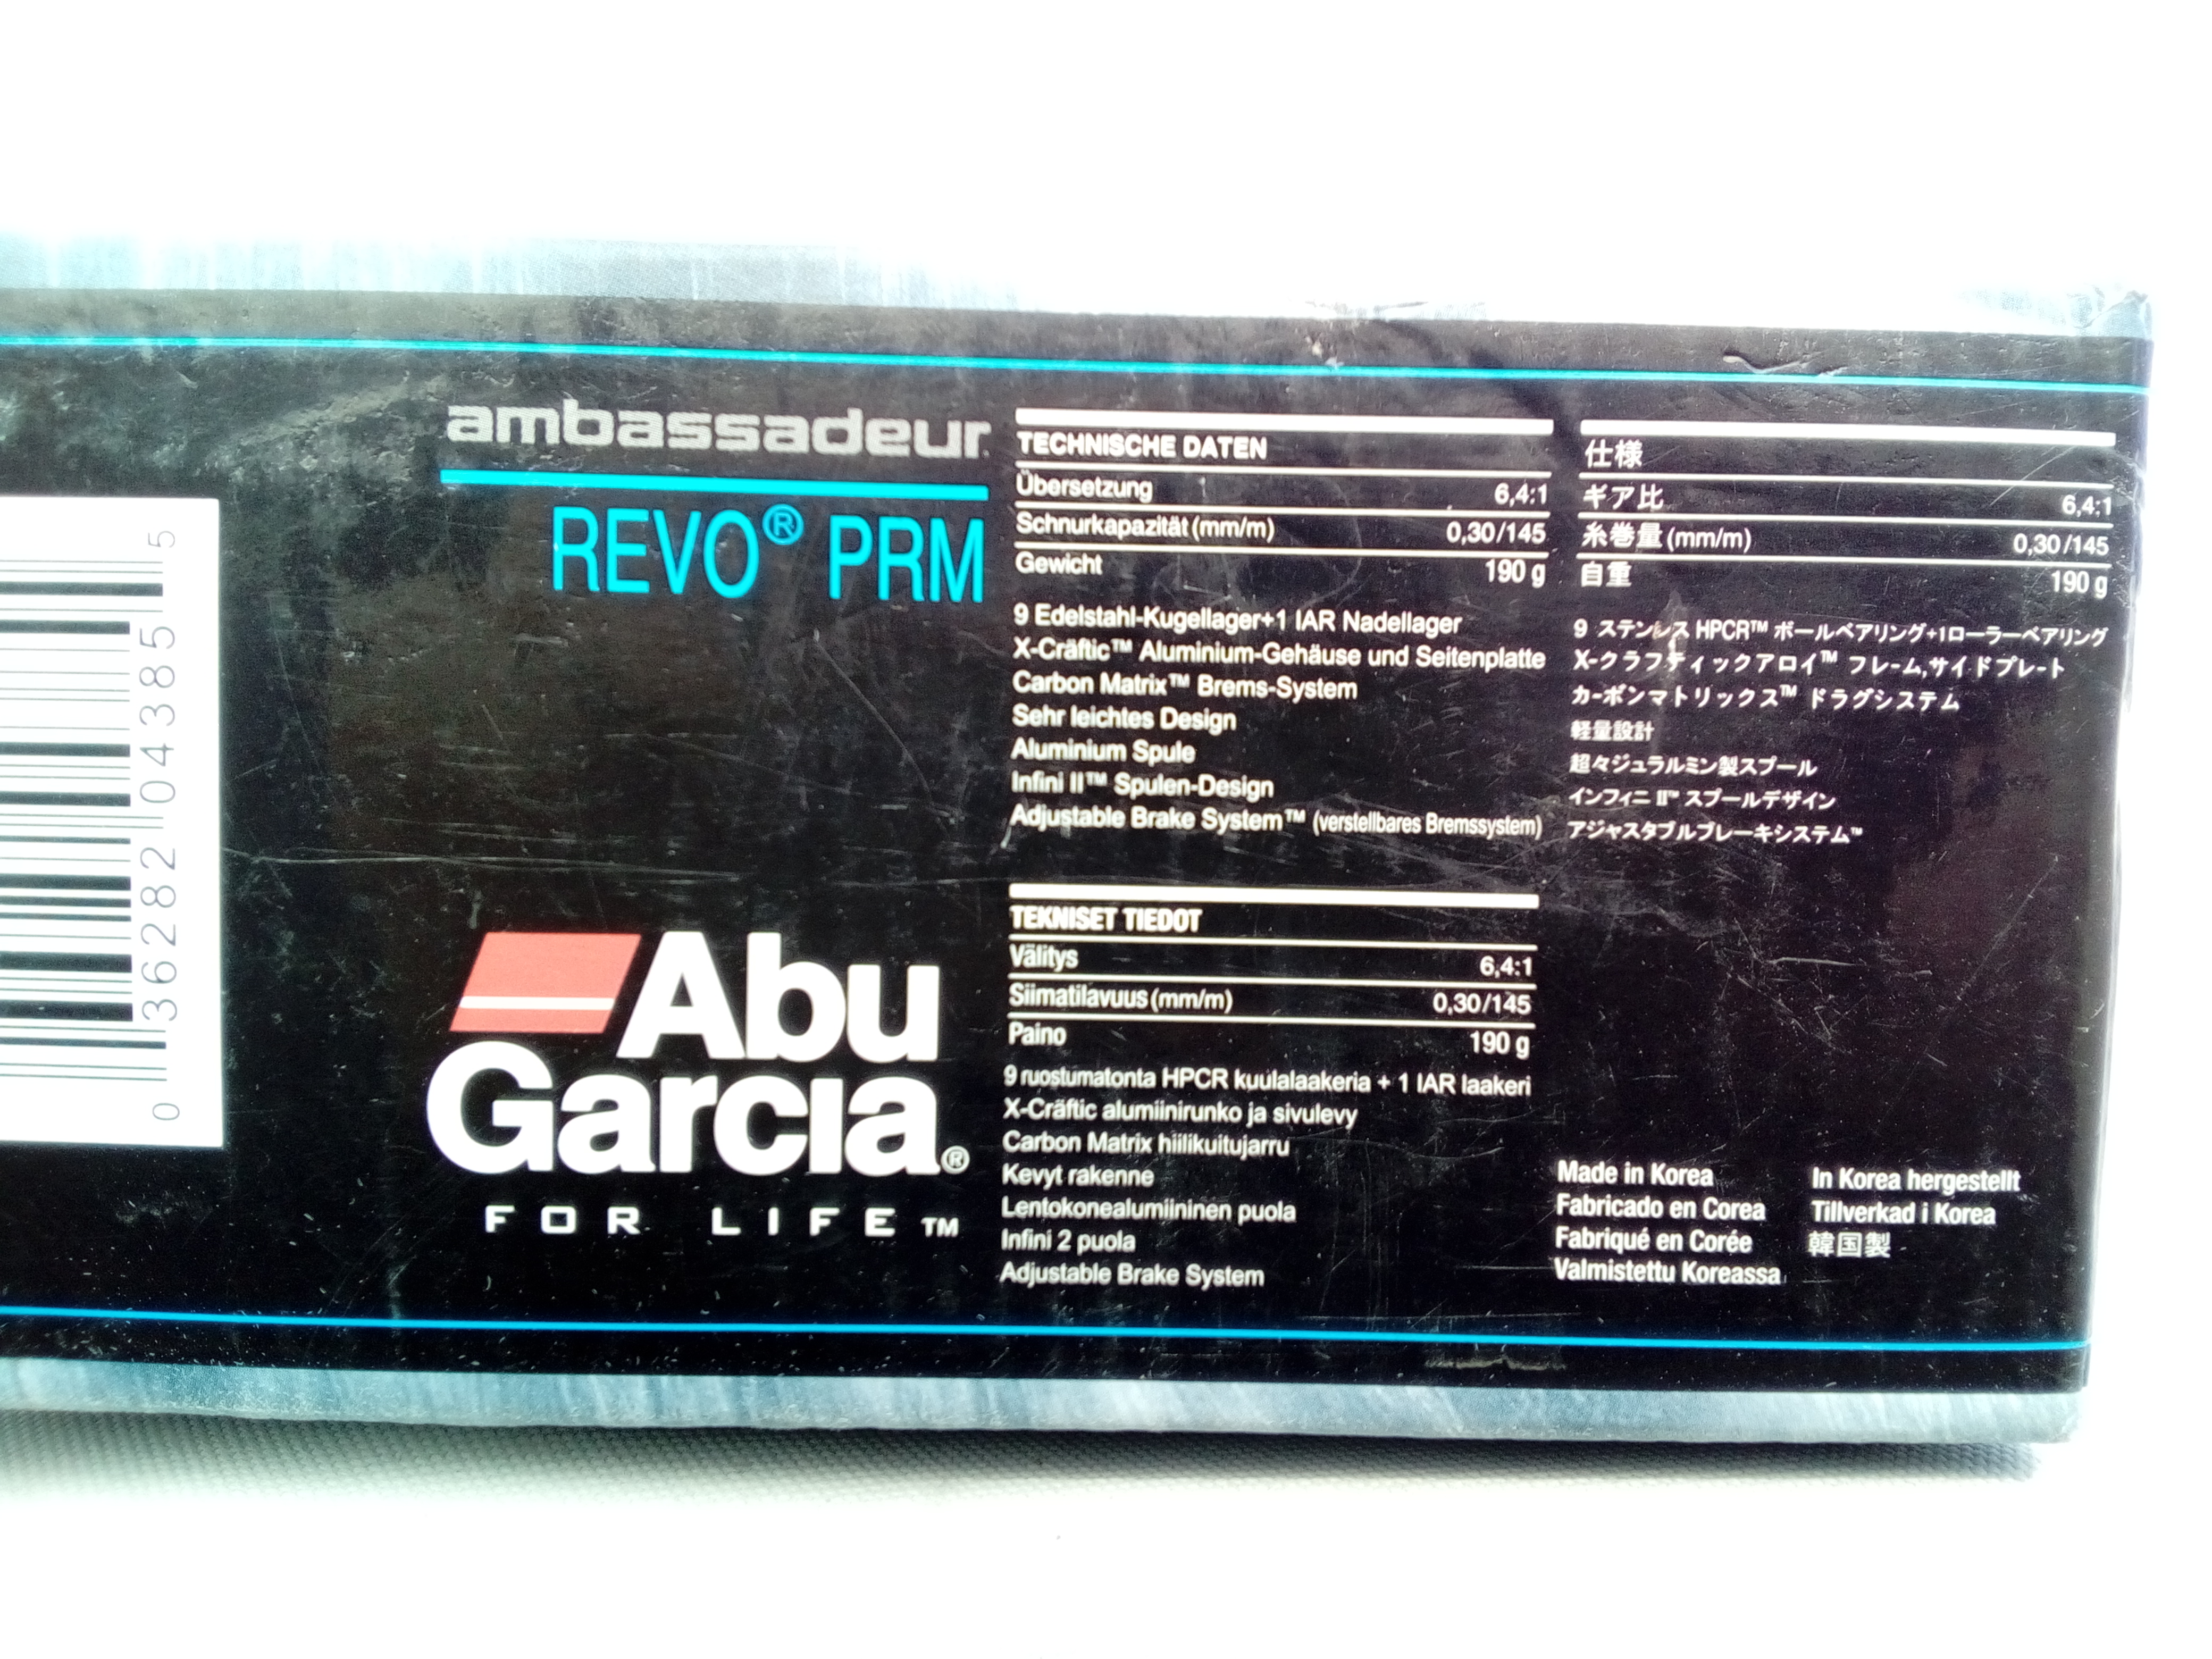 0 36282 04385 5
ambassadeur
REVO® PRM
Abu
Garcia®
FOR LIFE™
TECHNISCHE DATEN
Übersetzung 6,4:1
Schnurkapazität (mm/m) 0,30/145
Gewicht 190 g
9 Edelstahl-Kugellager+1 IAR Nadellager
X-Cräftic™ Aluminium-Gehäuse und Seitenplatte
Carbon Matrix™ Brems-System
Sehr leichtes Design
Aluminium Spule
Infini II™ Spulen-Design
Adjustable Brake System™ (verstellbares Bremssystem)
TEKNISET TIEDOT
Välitys 6,4:1
Siimatilavuus (mm/m) 0,30/145
Paino 190 g
9 ruostumatonta HPCR kuulalaakeria + 1 IAR laakeri
X-Cräftic alumiinirunko ja sivulevy
Carbon Matrix hiilikuitujarru
Kevyt rakenne
Lentokonealumiininen puola
Infini 2 puola
Adjustable Brake System
仕様
ギア比 6,4:1
糸巻量 (mm/m) 0,30/145
自重 190 g
9 ステンレス HPCR™ ボールベアリング+1ローラーベアリング
X-クラフティックアロイ™ フレーム,サイドプレート
カーボンマトリックス™ ドラグシステム
軽量設計
超々ジュラルミン製スプール
インフィニ II™ スプールデザイン
アジャスタブルブレーキシステム™
Made in Korea
Fabricado en Corea
Fabriqué en Corée
Valmistettu Koreassa
In Korea hergestellt
Tillverkad i Korea
韓国製